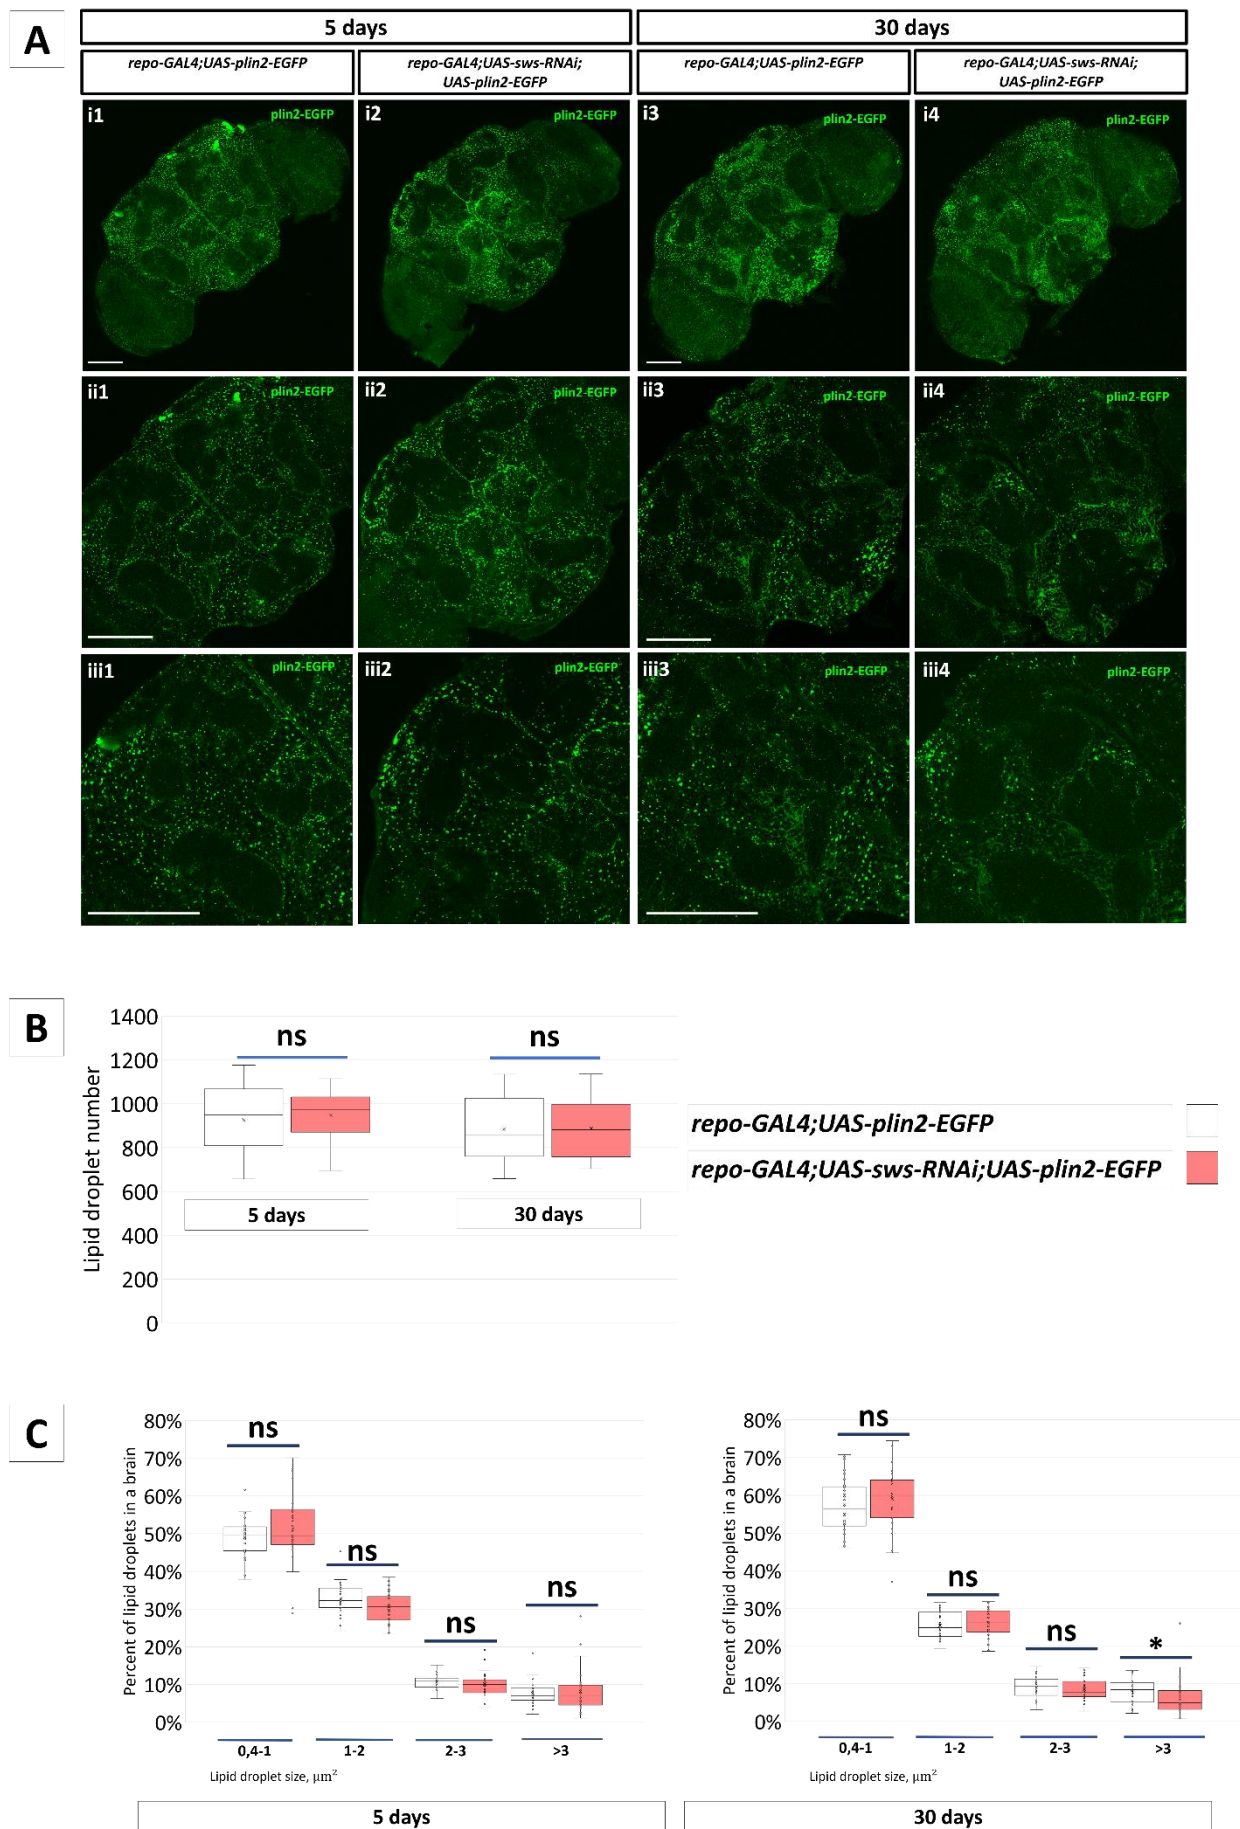 A
5 days
30 days
repo-GAL4;UAS-plin2-EGFP
repo-GAL4;UAS-sws-RNAi;
UAS-plin2-EGFP
repo-GAL4;UAS-plin2-EGFP
repo-GAL4;UAS-sws-RNAi;
UAS-plin2-EGFP
i1
plin2-EGFP
i2
plin2-EGFP
i3
plin2-EGFP
i4
plin2-EGFP
ii1
plin2-EGFP
ii2
plin2-EGFP
ii3
plin2-EGFP
ii4
plin2-EGFP
iii1
plin2-EGFP
iii2
plin2-EGFP
iii3
plin2-EGFP
iii4
plin2-EGFP
B
Lipid droplet number
1400
1200
1000
800
600
400
200
0
ns
ns
5 days
30 days
repo-GAL4;UAS-plin2-EGFP
repo-GAL4;UAS-sws-RNAi;UAS-plin2-EGFP
C
Percent of lipid droplets in a brain
80%
70%
60%
50%
40%
30%
20%
10%
0%
ns
ns
ns
ns
0,4-1
1-2
2-3
>3
Lipid droplet size, μm²
5 days
Percent of lipid droplets in a brain
80%
70%
60%
50%
40%
30%
20%
10%
0%
ns
ns
ns
*
0,4-1
1-2
2-3
>3
Lipid droplet size, μm²
30 days